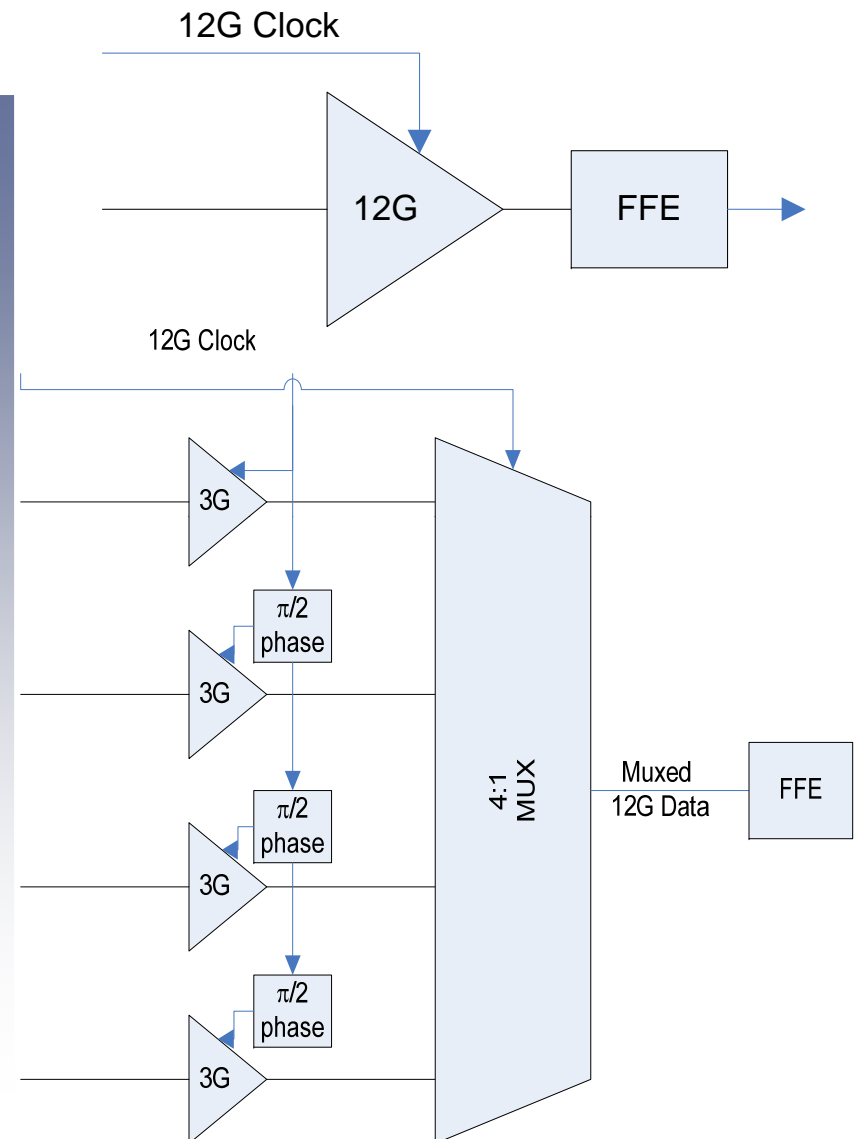 12G Clock
12G
FFE
12G Clock
3G
π/2
phase
3G
4:1
MUX
Muxed
12G Data
FFE
π/2
phase
3G
π/2
phase
3G